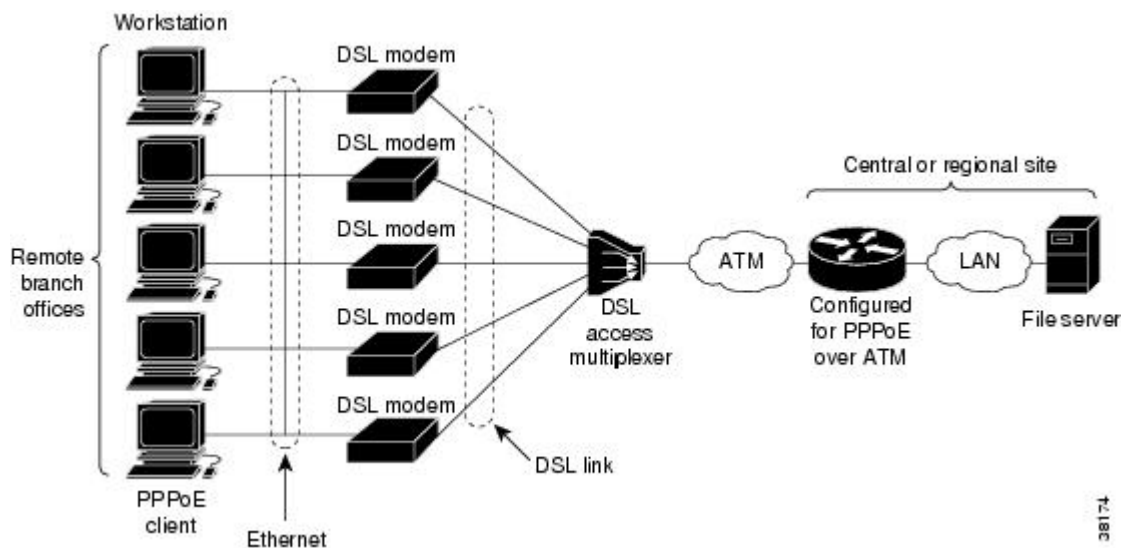 Workstation
DSL modem
DSL modem
DSL modem
DSL modem
DSL modem
Remote
branch
offices
PPPoE
client
Ethernet
DSL link
DSL
access
multiplexer
ATM
Central or regional site
Configured
for PPPoE
over ATM
LAN
File server
38174